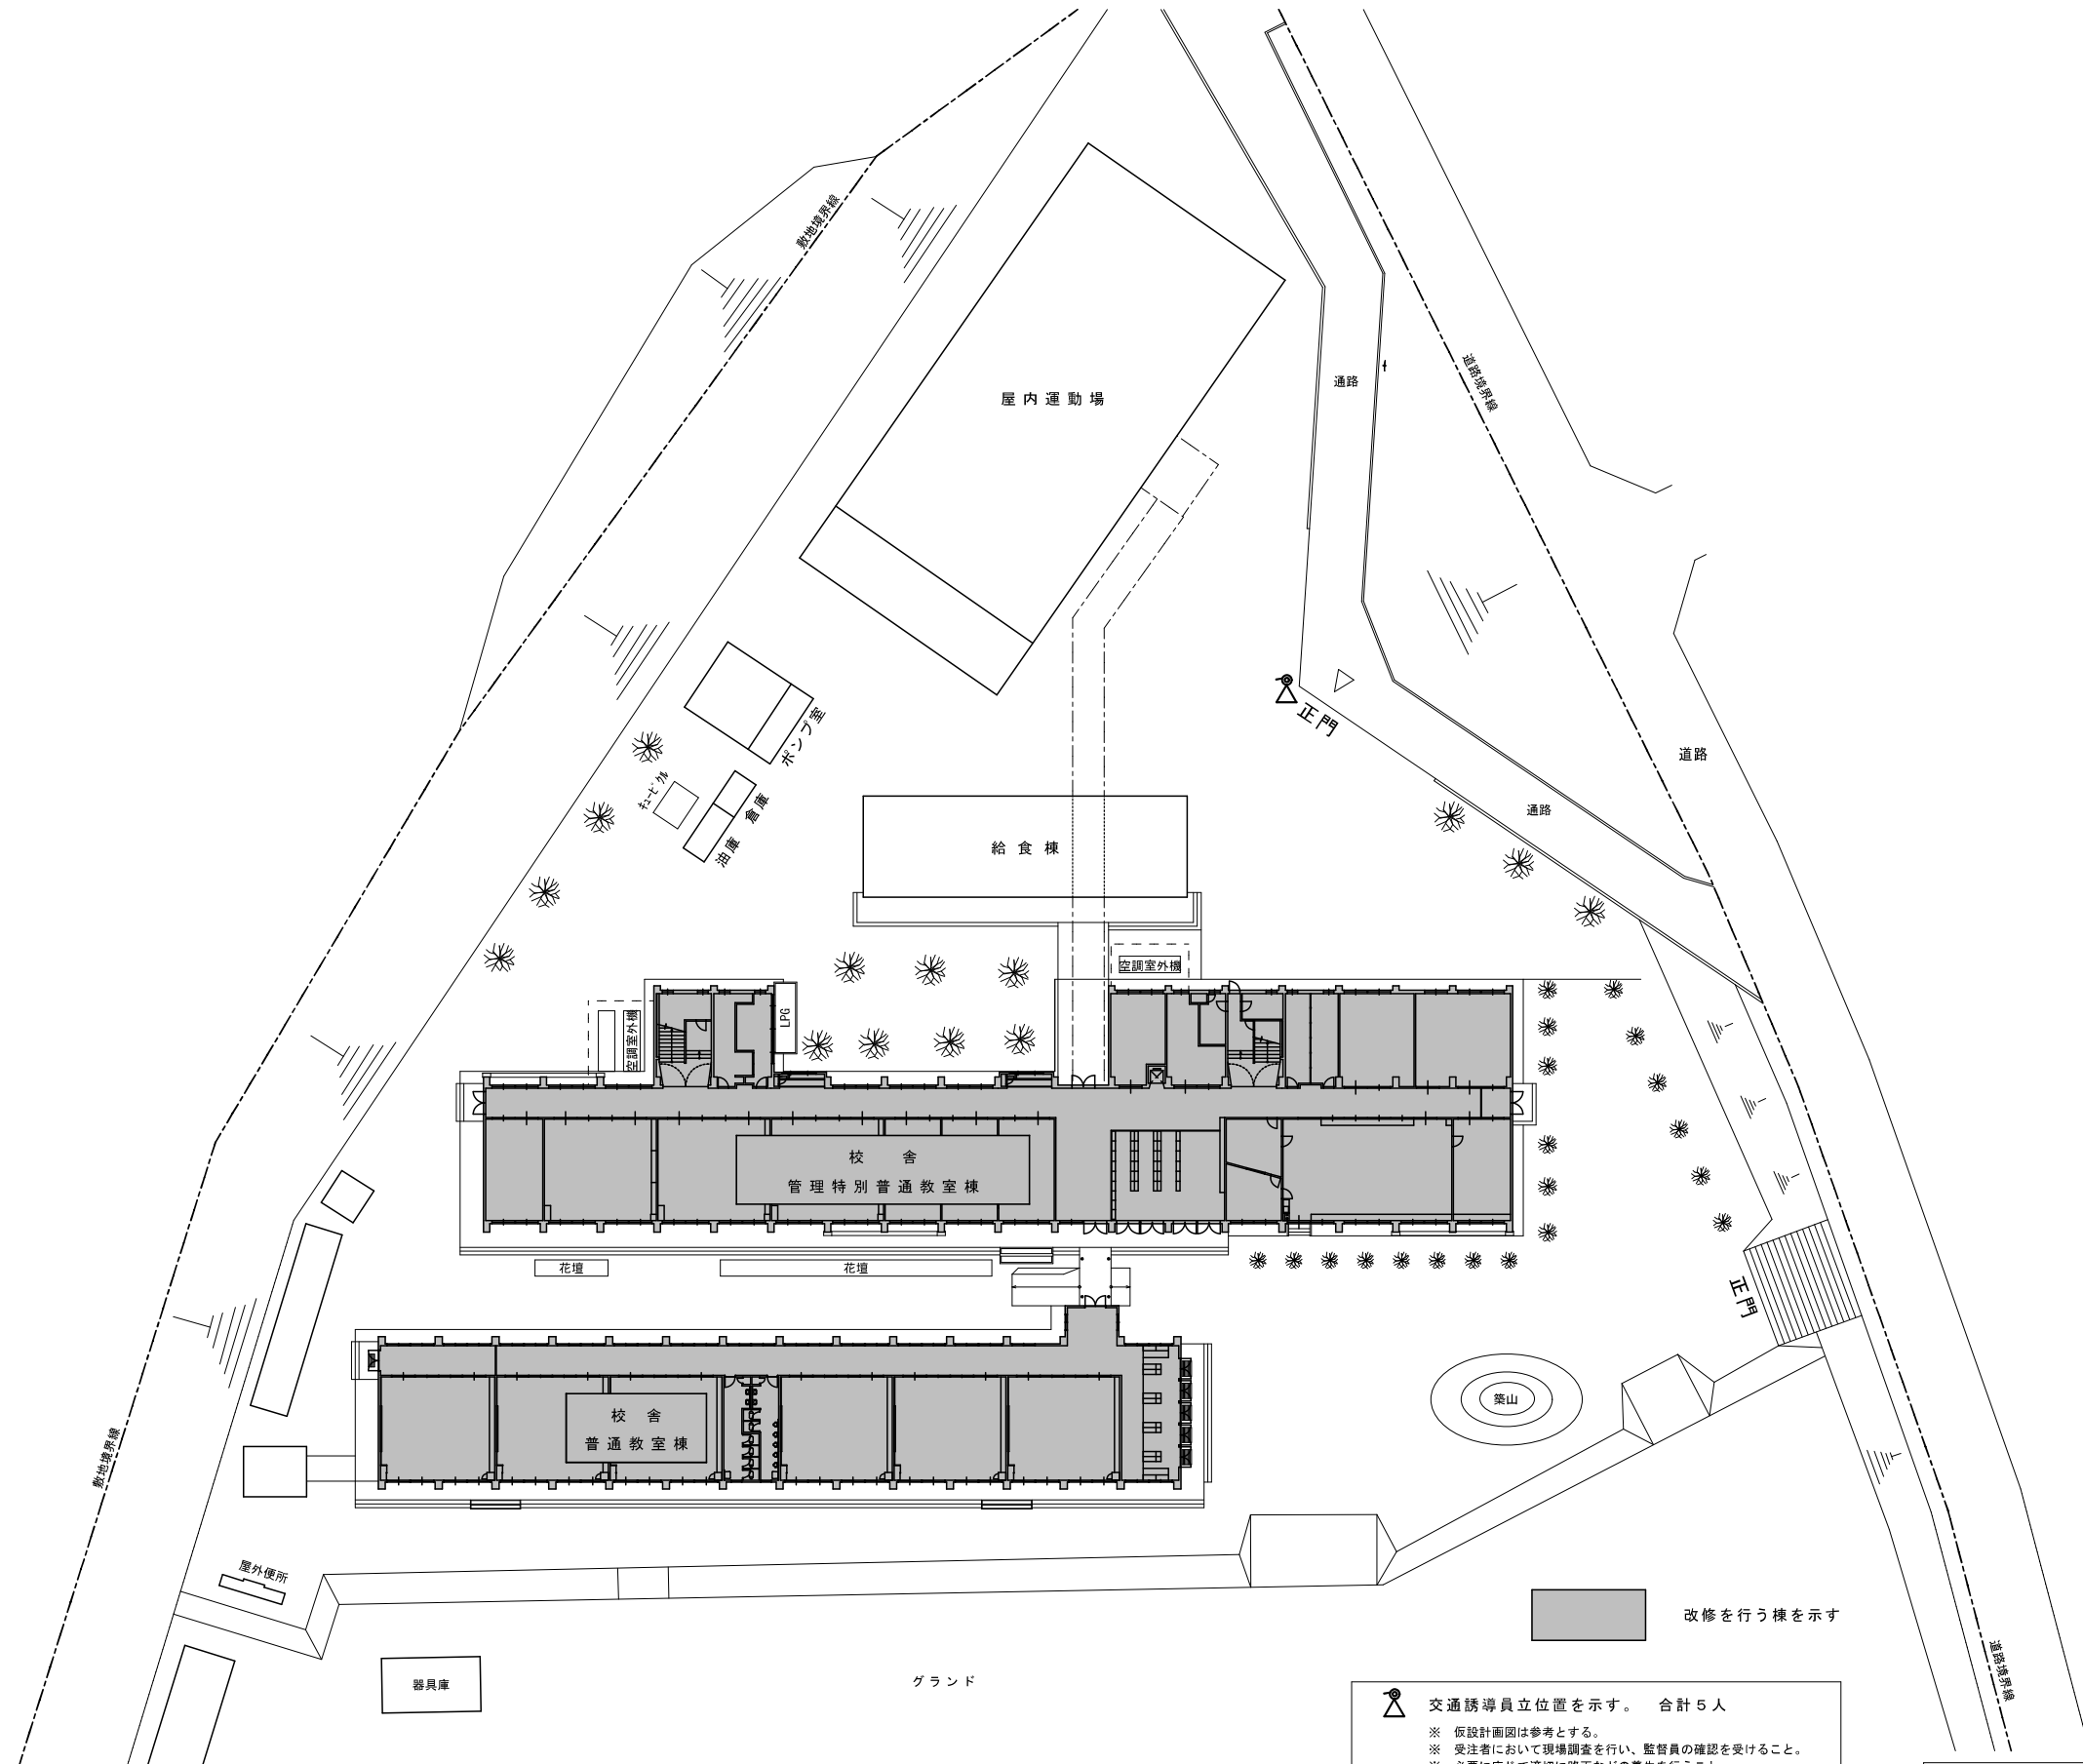 敷地境界線
屋内運動場
通路
道路境界線
正門
道路
通路
ポンプ室
キュービクル
倉庫
油庫
給食棟
空調室外機
空調室外機
LPG
校舎
管理特別普通教室棟
花壇
花壇
正門
築山
校舎
普通教室棟
敷地境界線
屋外便所
器具庫
グランド
改修を行う棟を示す
道路境界線
交通誘導員立位置を示す。 合計5人
※ 仮設計画図は参考とする。
※ 受注者において現場調査を行い、監督員の確認を受けること。